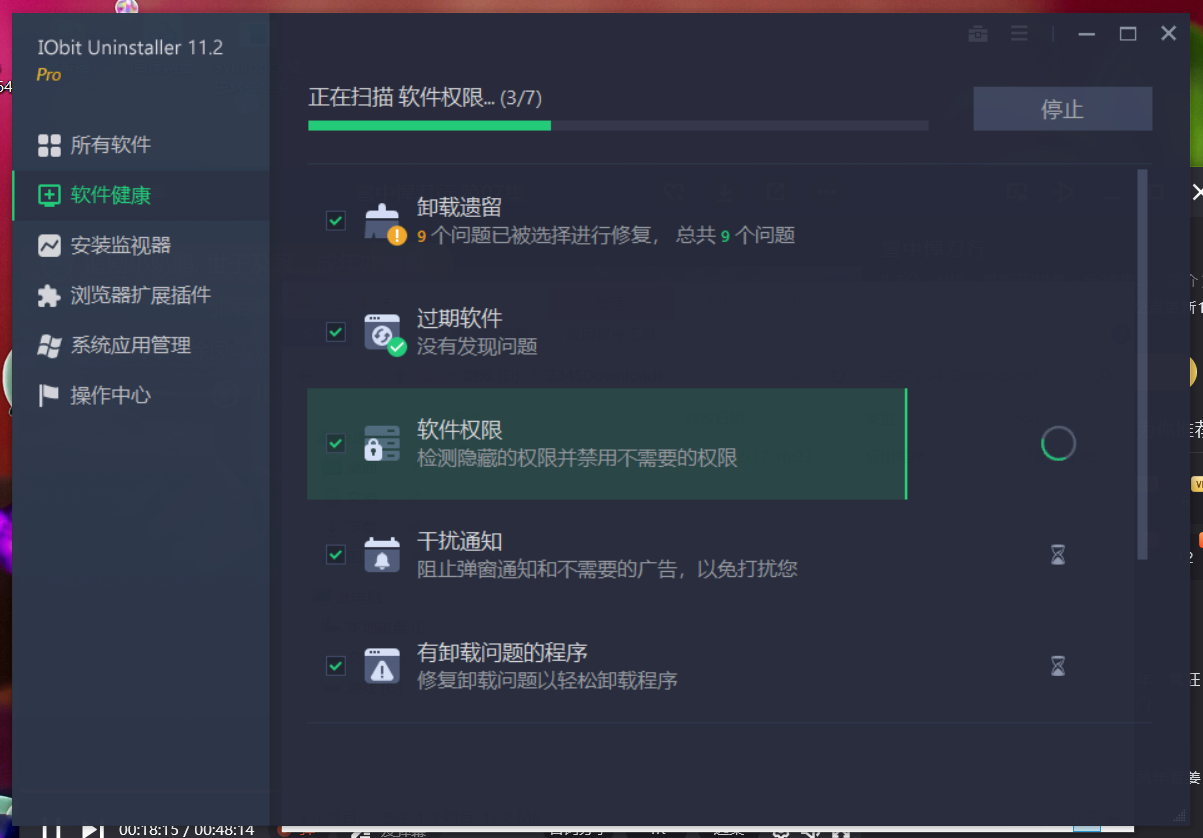 IObit Uninstaller 11.2
Pro
所有软件
软件健康
安装监视器
浏览器扩展插件
系统应用管理
操作中心
正在扫描 软件权限... (3/7)
停止
卸载遗留
9 个问题已被选择进行修复， 总共 9 个问题
过期软件
没有发现问题
软件权限
检测隐藏的权限并禁用不需要的权限
干扰通知
阻止弹窗通知和不需要的广告，以免打扰您
有卸载问题的程序
修复卸载问题以轻松卸载程序
00:18:15 / 00:48:14